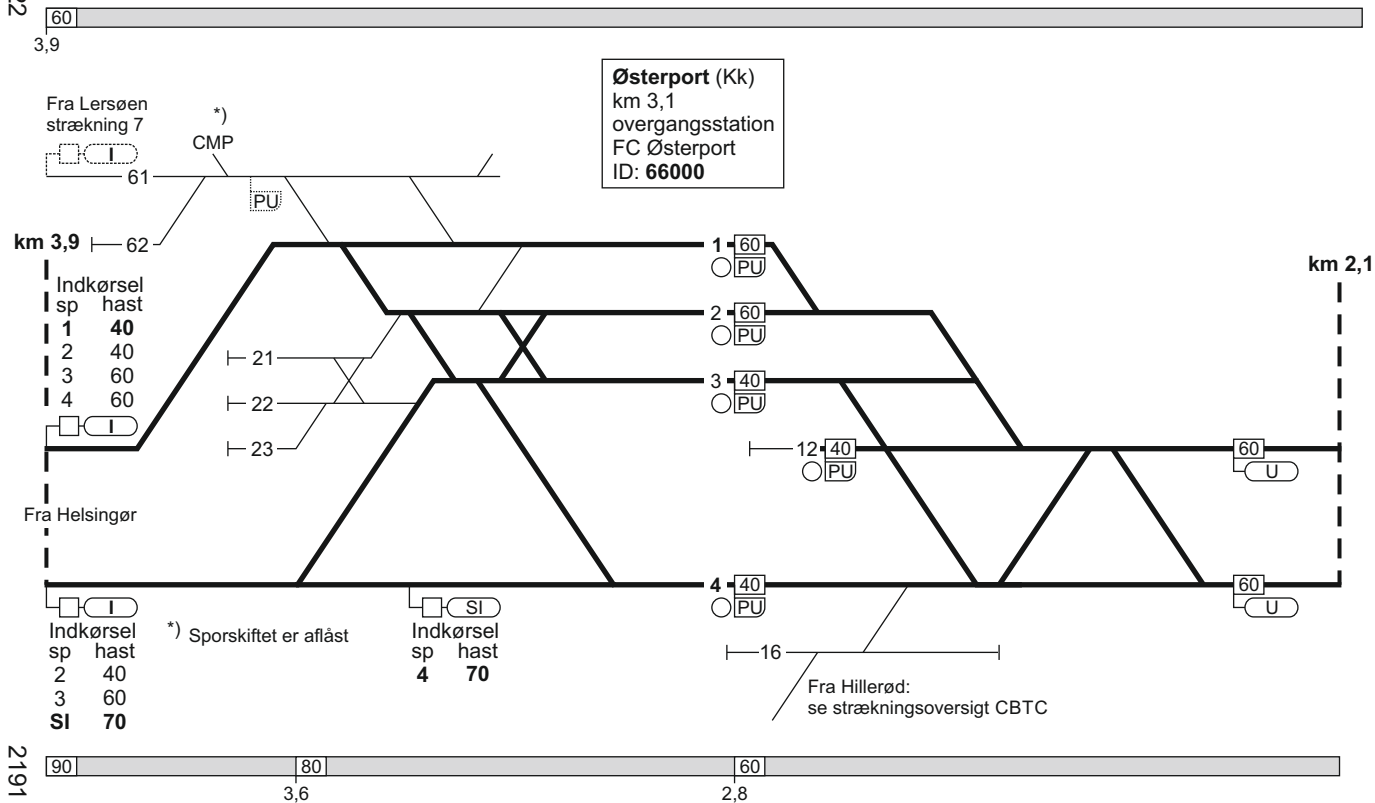 22
60
3,9
Østerport (Kk)
km 3,1
overgangsstation
FC Østerport
ID: 66000
Fra Lersøen
strækning 7
*)
CMP
I
61
PU
62
km 3,9
1 60
PU
km 2,1
Indkørsel
sp hast
1 40
2 40
3 60
4 60
I
2 60
PU
21
3 40
PU
22
23
12 40
PU
60
U
Fra Helsingør
4 40
PU
60
U
I
Indkørsel
sp hast
2 40
3 60
SI 70
*) Sporskiftet er aflåst
SI
Indkørsel
sp hast
4 70
16
Fra Hillerød:
se strækningsoversigt CBTC
2191
90
80
60
3,6
2,8